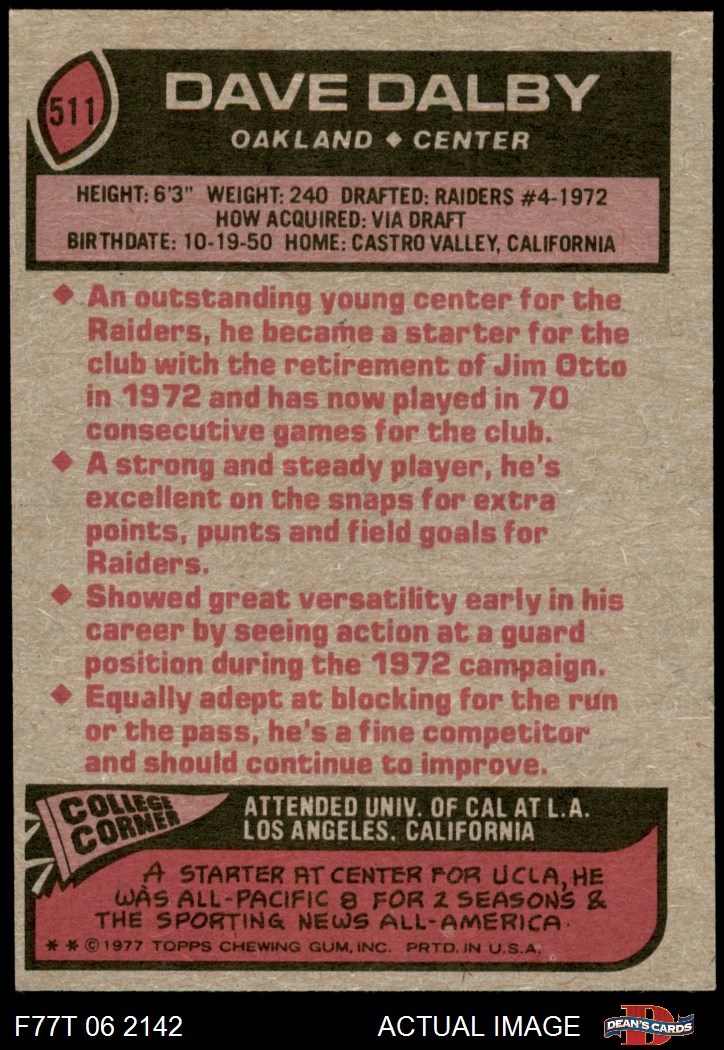 511
DAVE DALBY
OAKLAND ♦ CENTER
HEIGHT: 6'3" WEIGHT: 240 DRAFTED: RAIDERS #4-1972
HOW ACQUIRED: VIA DRAFT
BIRTHDATE: 10-19-50 HOME: CASTRO VALLEY, CALIFORNIA
♦ An outstanding young center for the
Raiders, he became a starter for the
club with the retirement of Jim Otto
in 1972 and has now played in 70
consecutive games for the club.
♦ A strong and steady player, he's
excellent on the snaps for extra
points, punts and field goals for
Raiders.
♦ Showed great versatility early in his
career by seeing action at a guard
position during the 1972 campaign.
♦ Equally adept at blocking for the run
or the pass, he's a fine competitor
and should continue to improve.
COLLEGE
CORNER
ATTENDED UNIV. OF CAL AT L.A.
LOS ANGELES, CALIFORNIA
A STARTER AT CENTER FOR UCLA, HE
WAS ALL-PACIFIC 8 FOR 2 SEASONS &
THE SPORTING NEWS ALL-AMERICA.
* * © 1977 TOPPS CHEWING GUM, INC. PRTD. IN U.S.A.
F77T 06 2142
ACTUAL IMAGE
D
DEAN'S CARDS